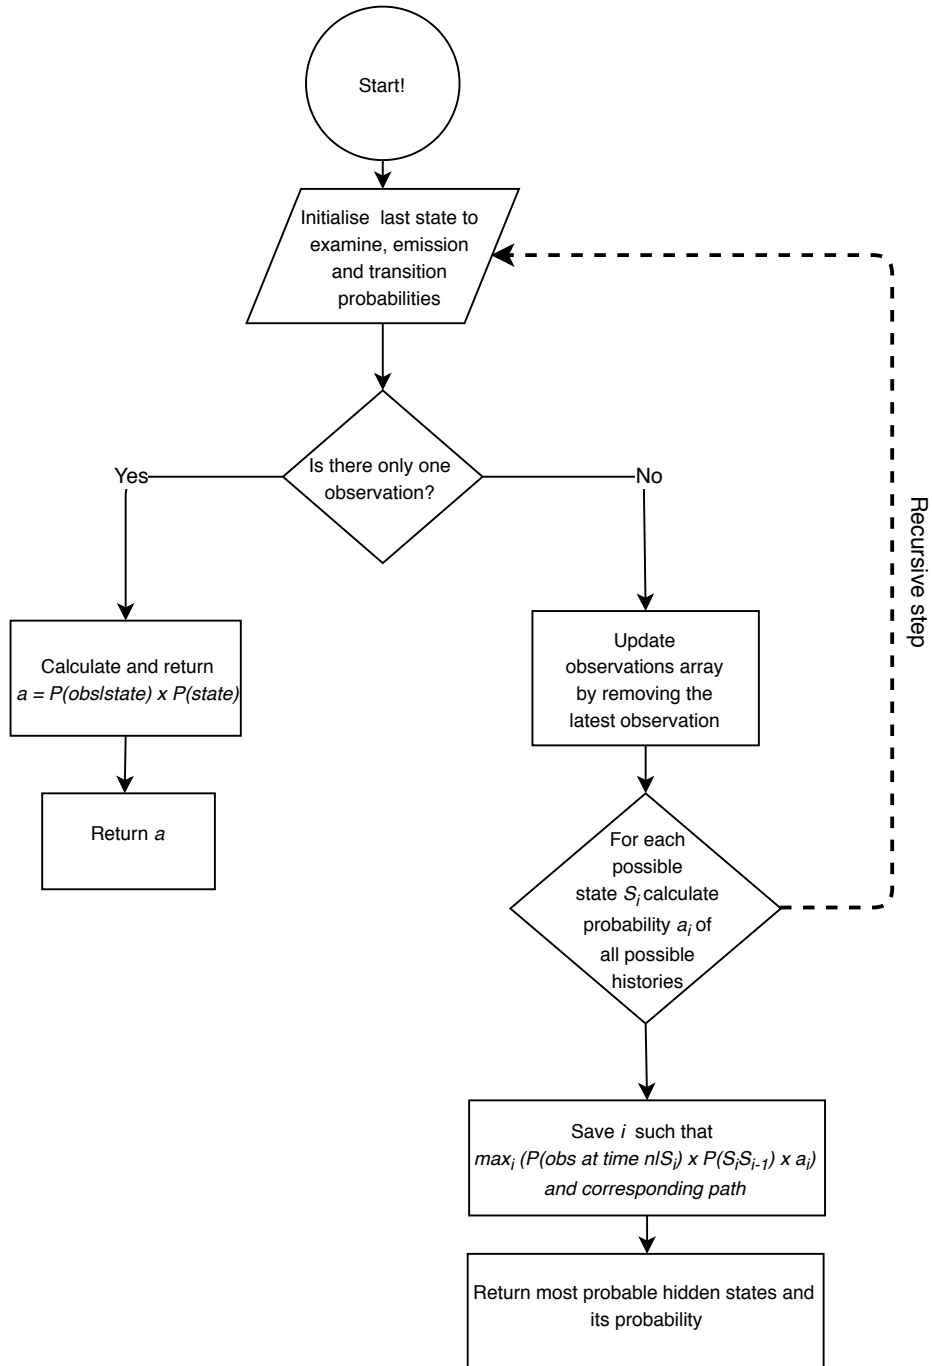 Start!
Initialise last state to
examine, emission
and transition
probabilities
Is there only one
observation?
Yes
No
Recursive step
Calculate and return
a = P(obs|state) x P(state)
Return a
Update
observations array
by removing the
latest observation
For each
possible
state Si calculate
probability ai of
all possible
histories
Save i such that
maxi (P(obs at time n|Si) x P(SiSi-1) x ai)
and corresponding path
Return most probable hidden states and
its probability